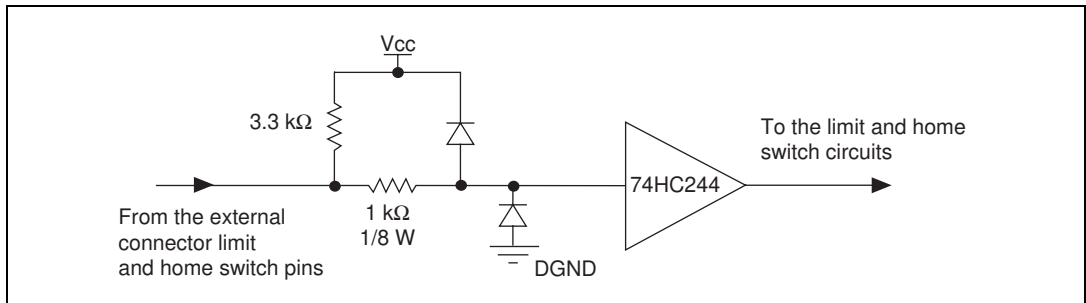 Vcc
3.3 kΩ
To the limit and home
switch circuits
74HC244
From the external
connector limit
and home switch pins
1 kΩ
1/8 W
DGND